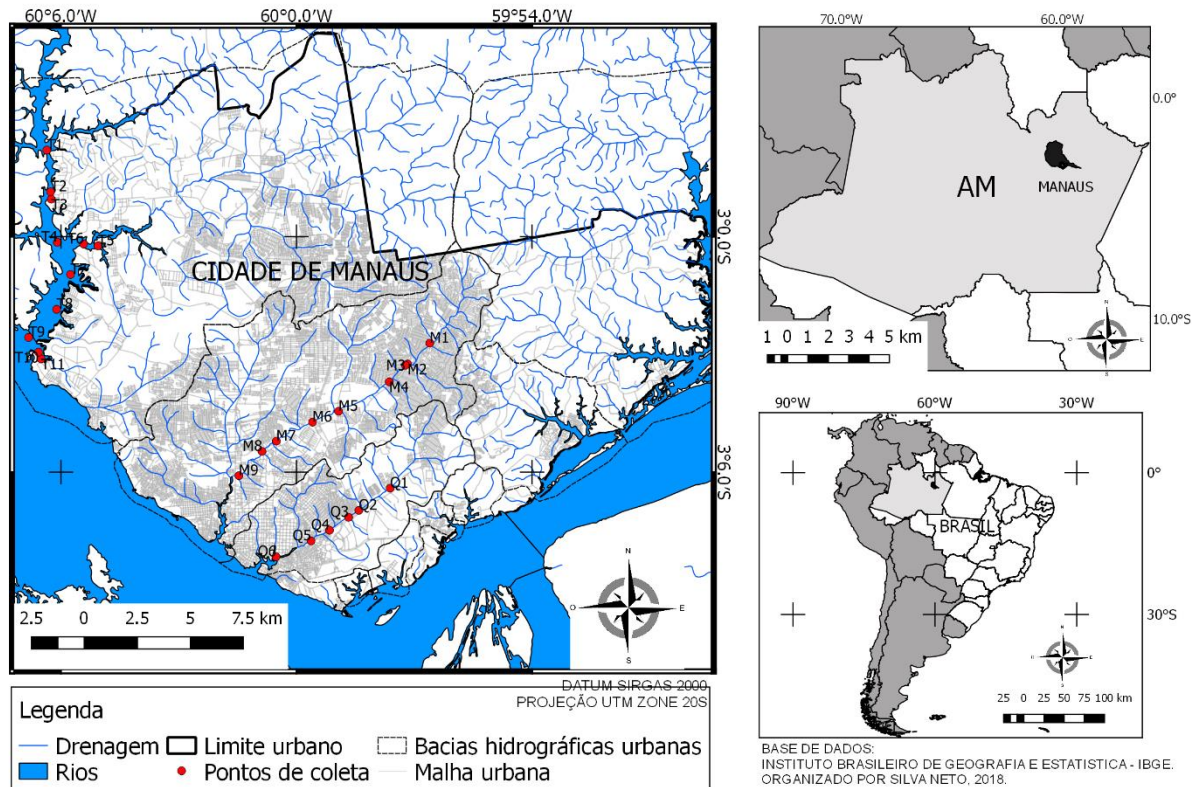 60°6.0'W 60°0.0'W 59°54.0'W
T1
T2
T3
T4 T6 T5
T8
T9
T10
T11
CIDADE DE MANAUS
3°0.0'S
3°6.0'S
M1
M3 M2
M4
M5
M6
M7
M8
M9
Q1
Q2
Q3
Q4
Q5
Q6
N
O E
S
2.5 0 2.5 5 7.5 km
DATUM SIRGAS 2000
PROJEÇÃO UTM ZONE 20S
Legenda
Drenagem Limite urbano Bacias hidrográficas urbanas
Rios Pontos de coleta Malha urbana
70.0°W 60.0°W
0.0°
10.0°S
AM
MANAUS
N
O E
S
1 0 1 2 3 4 5 km
90°W 60°W 30°W
0°
30°S
BRASIL
N
O E
S
25 0 25 50 75 100 km
BASE DE DADOS:
INSTITUTO BRASILEIRO DE GEOGRAFIA E ESTATISTICA - IBGE.
ORGANIZADO POR SILVA NETO, 2018.